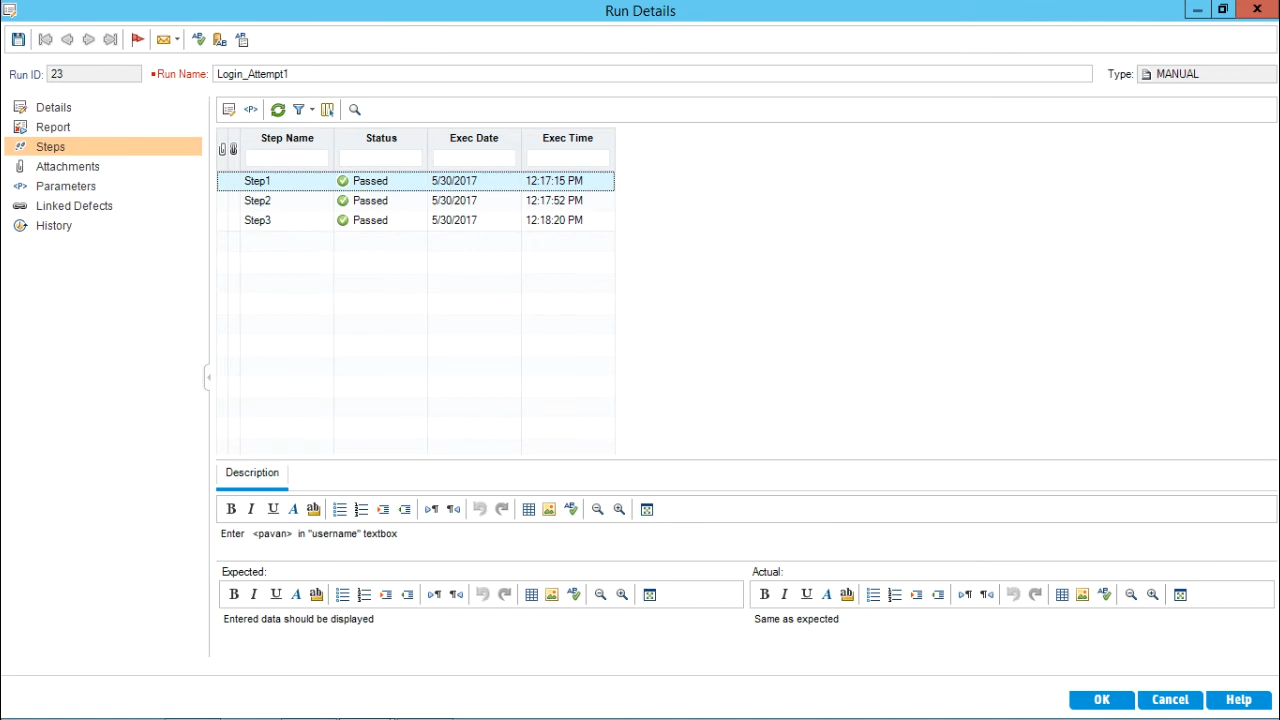 Run Details
Run ID: 23 Run Name: Login_Attempt1 Type: MANUAL
Details
Report
Steps
Attachments
Parameters
Linked Defects
History
Step Name Status Exec Date Exec Time
Step1 Passed 5/30/2017 12:17:15 PM
Step2 Passed 5/30/2017 12:17:52 PM
Step3 Passed 5/30/2017 12:18:20 PM
Description
Enter <pavan> in "username" textbox
Expected: Actual:
Entered data should be displayed Same as expected
OK Cancel Help